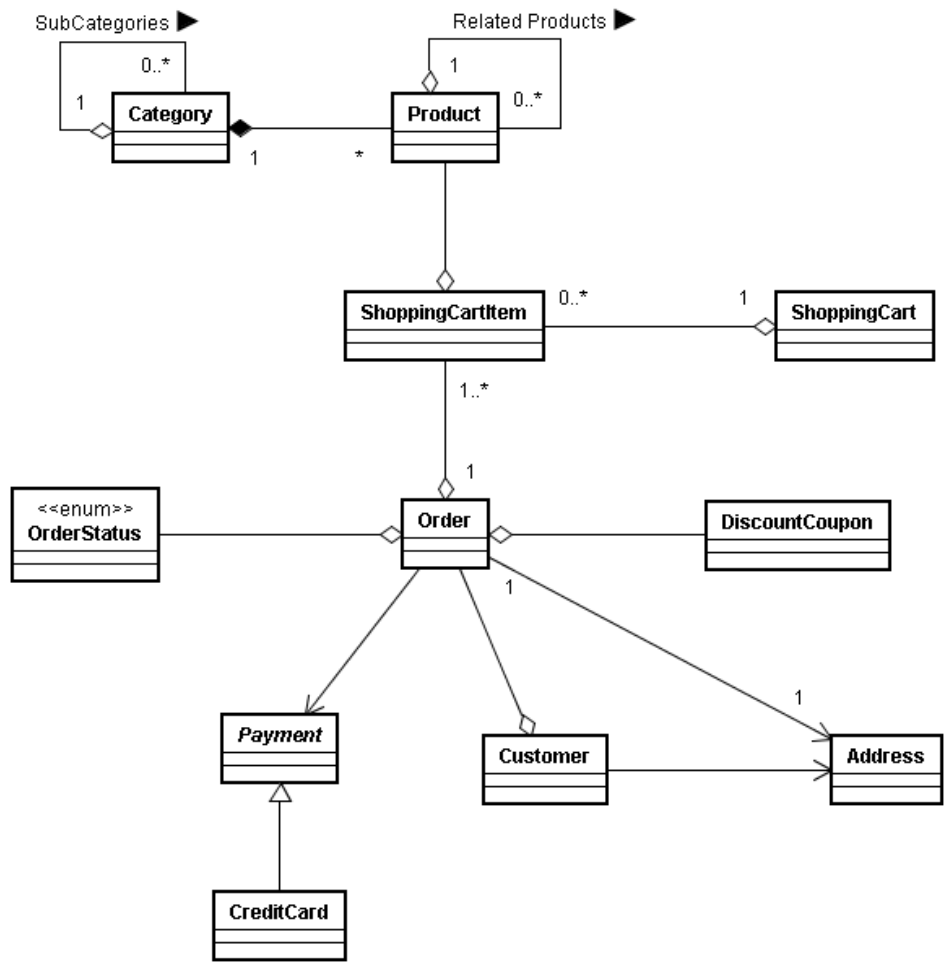 SubCategories
Related Products
0..*
1
1
0..*
Category
Product
1
*
ShoppingCartItem
0..*
1
ShoppingCart
1..*
1
<<enum>>
OrderStatus
Order
DiscountCoupon
1
1
Payment
Customer
Address
CreditCard